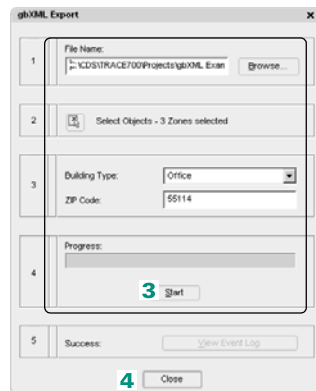 gbXML Export
1
File Name:
\CDS\TRACE700\Projects\gbXML Exam
Browse...
2
Select Objects - 3 Zones selected
3
Building Type:
Office
ZIP Code:
55114
4
Progress:
3
Start
5
Success:
View Event Log
4
Close